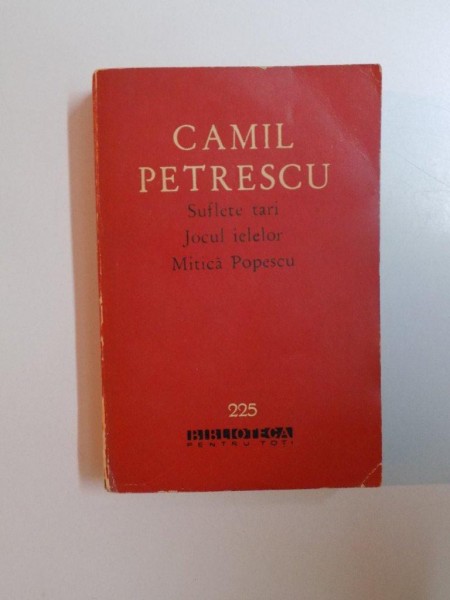 CAMIL
PETRESCU
Suflete tari
Jocul ielelor
Mitică Popescu
225
BIBLIOTECA
PENTRU TOȚI